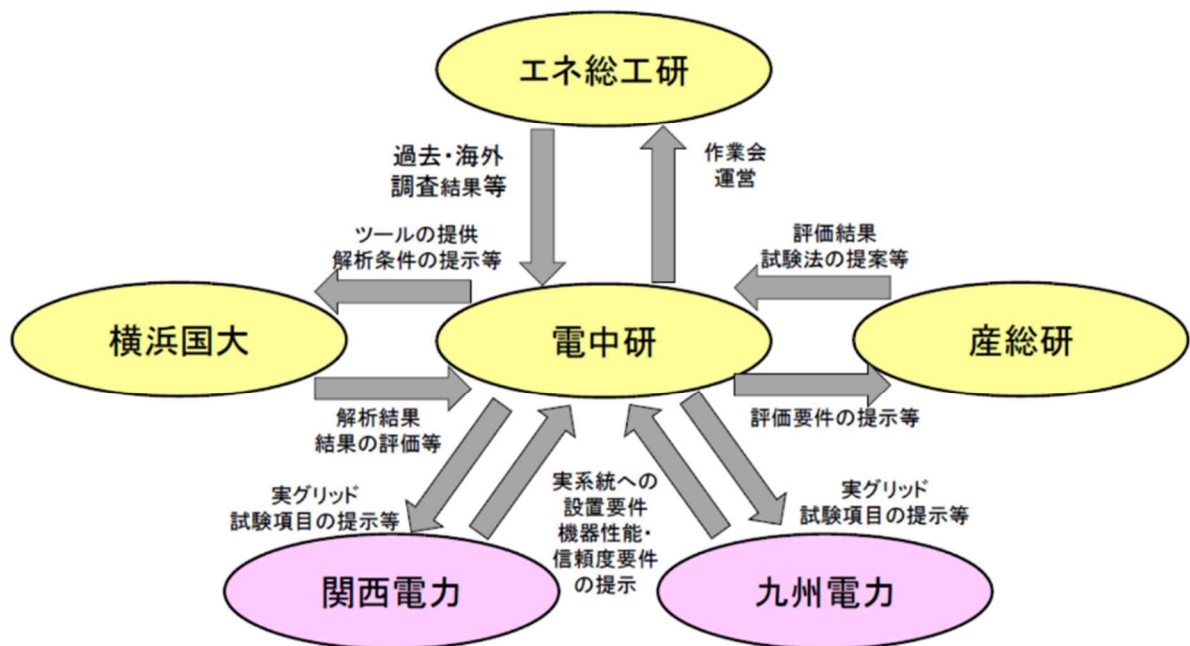 エネ総工研
過去・海外
調査結果等
作業会
運営
ツールの提供
解析条件の提示等
評価結果
試験法の提案等
横浜国大
電中研
産総研
解析結果
結果の評価等
評価要件の提示等
実グリッド
試験項目の提示等
実系統への
設置要件
機器性能・
信頼度要件
の提示
実グリッド
試験項目の提示等
関西電力
九州電力